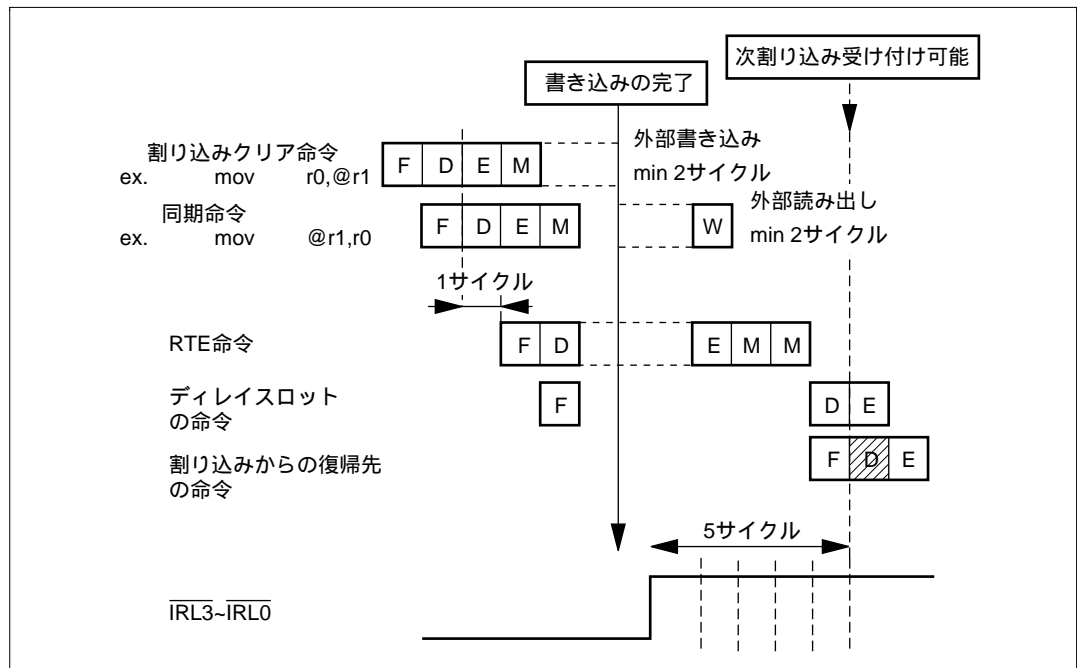 次割り込み受け付け可能
書き込みの完了
割り込みクリア命令
ex. mov r0,@r1
F D E M
外部書き込み
min 2サイクル
同期命令
ex. mov @r1,r0
F D E M
W
外部読み出し
min 2サイクル
1サイクル
RTE命令
F D
E M M
ディレイスロット
の命令
F
D E
割り込みからの復帰先
の命令
F D E
5サイクル
IRL3~IRL0